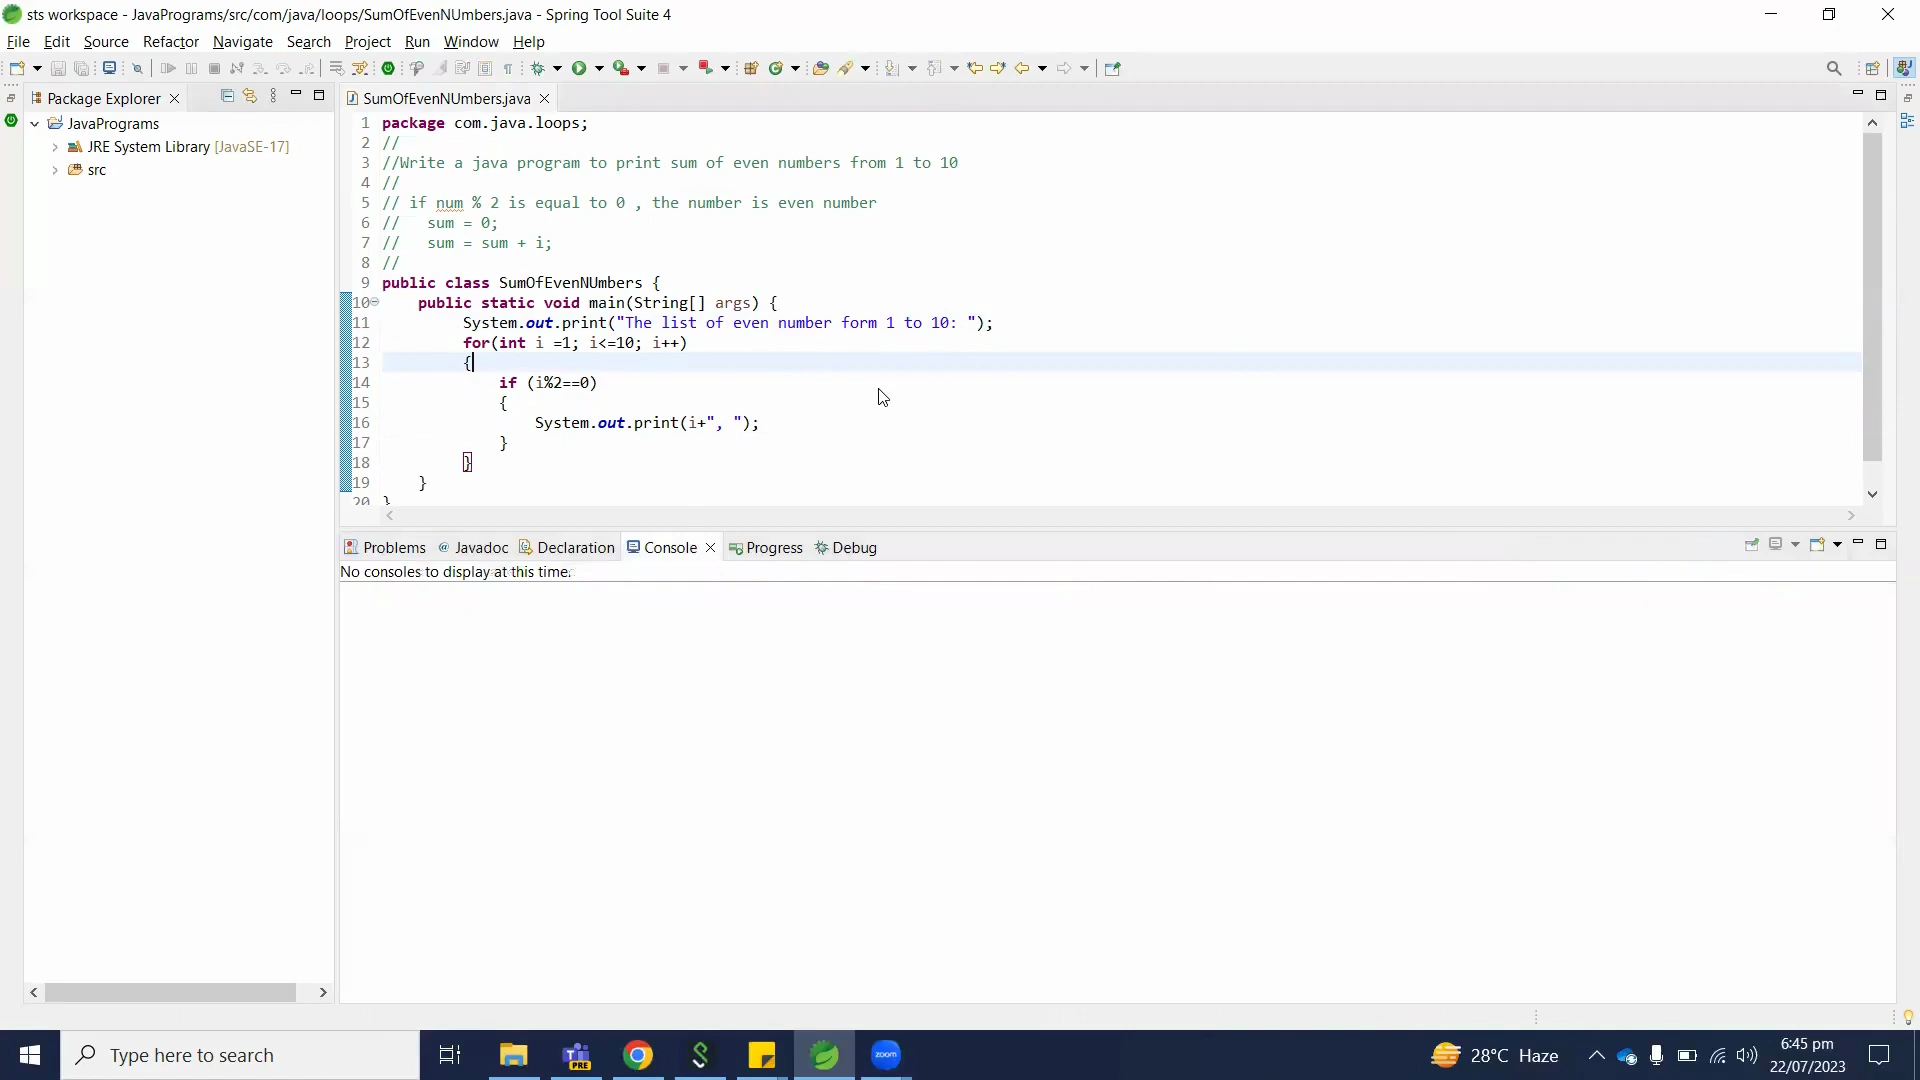 sts workspace - JavaPrograms/src/com/java/loops/SumOfEvenNUmbers.java - Spring Tool Suite 4
File Edit Source Refactor Navigate Search Project Run Window Help
Package Explorer
JavaPrograms
JRE System Library [JavaSE-17]
src
SumOfEvenNUmbers.java
1 package com.java.loops;
2 //
3 //Write a java program to print sum of even numbers from 1 to 10
4 //
5 // if num % 2 is equal to 0 , the number is even number
6 //   sum = 0;
7 //   sum = sum + i;
8 //
9 public class SumOfEvenNUmbers {
10     public static void main(String[] args) {
11         System.out.print("The list of even number form 1 to 10: ");
12         for(int i =1; i<=10; i++)
13         {
14             if (i%2==0)
15             {
16                 System.out.print(i+", ");
17             }
18         }
19     }
20 }
Problems Javadoc Declaration Console Progress Debug
No consoles to display at this time.
Type here to search
PRE
zoom
28°C Haze
6:45 pm
22/07/2023